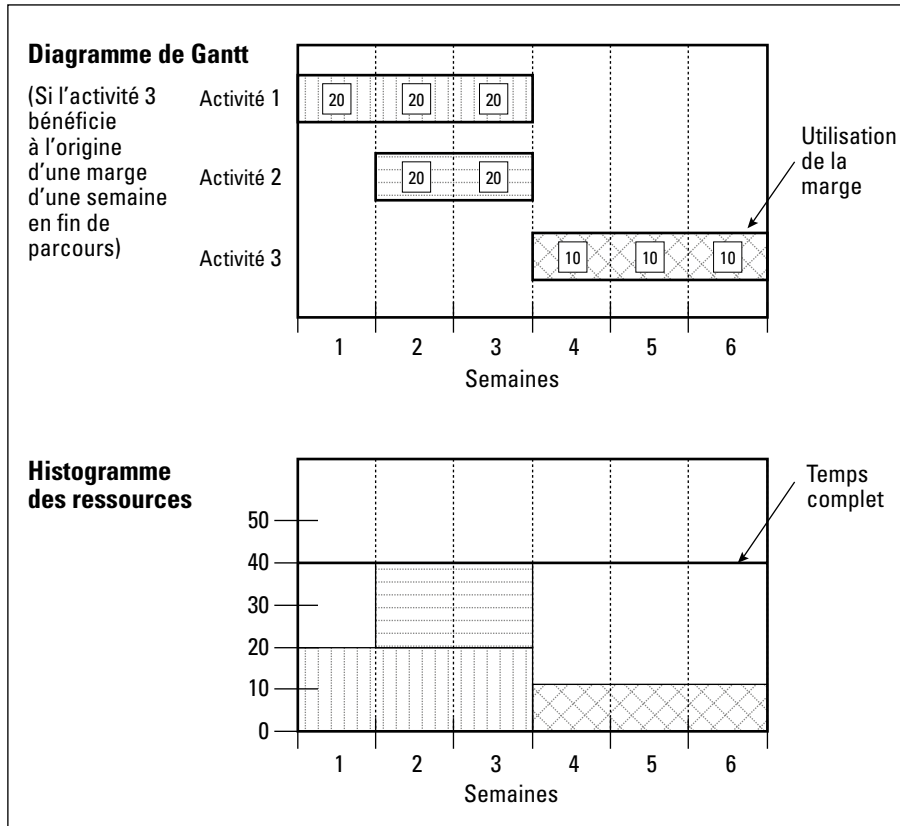 Diagramme de Gantt
(Si l'activité 3
bénéficie
à l'origine
d'une marge
d'une semaine
en fin de
parcours)
Activité 1
20 20 20
Activité 2
20 20
Activité 3
10 10 10
Utilisation
de la
marge
1 2 3 4 5 6
Semaines
Histogramme
des ressources
Temps
complet
50
40
30
20
10
0
1 2 3 4 5 6
Semaines